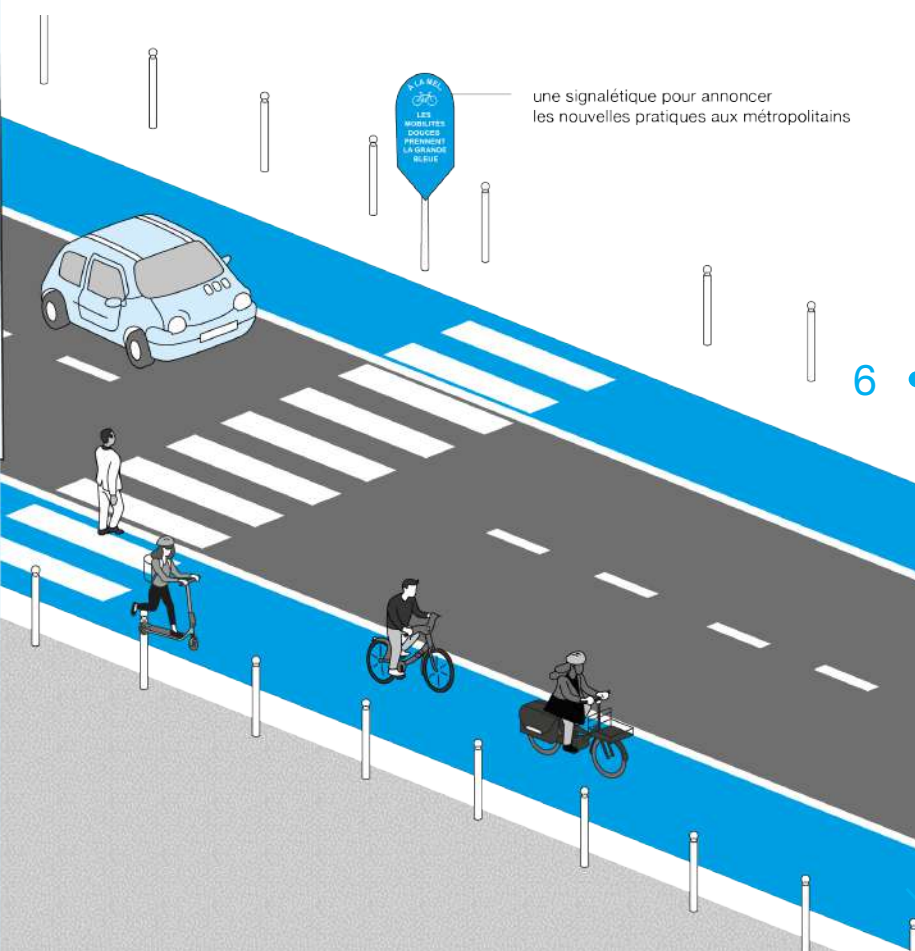 À LA MEL,
LES
MOBILITÉS
DOUCES
PRENNENT
LA GRANDE
BLEUE
une signalétique pour annoncer
les nouvelles pratiques aux métropolitains
6